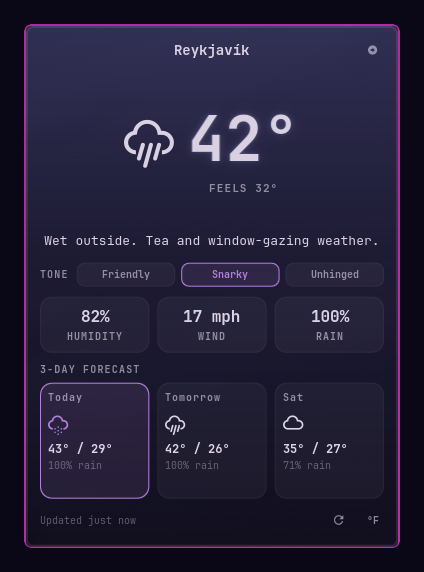 Reykjavík
42°
FEELS 32°
Wet outside. Tea and window-gazing weather.
TONE Friendly Snarky Unhinged
82% 17 mph 100%
HUMIDITY WIND RAIN
3-DAY FORECAST
Today Tomorrow Sat
43° / 29° 42° / 26° 35° / 27°
100% rain 100% rain 71% rain
Updated just now °F